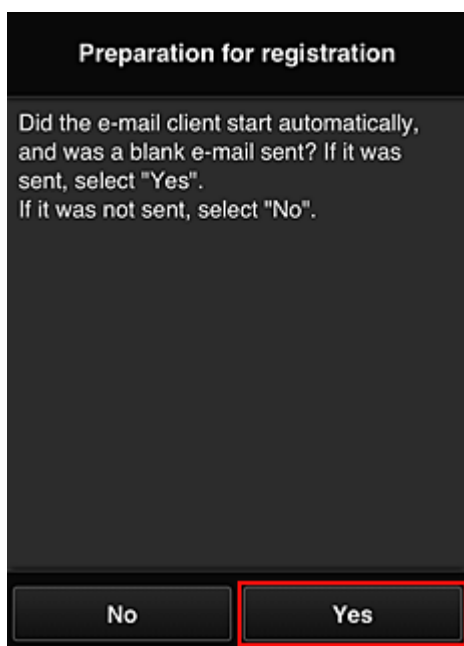 Preparation for registration
Did the e-mail client start automatically,
and was a blank e-mail sent? If it was
sent, select "Yes".
If it was not sent, select "No".
No
Yes